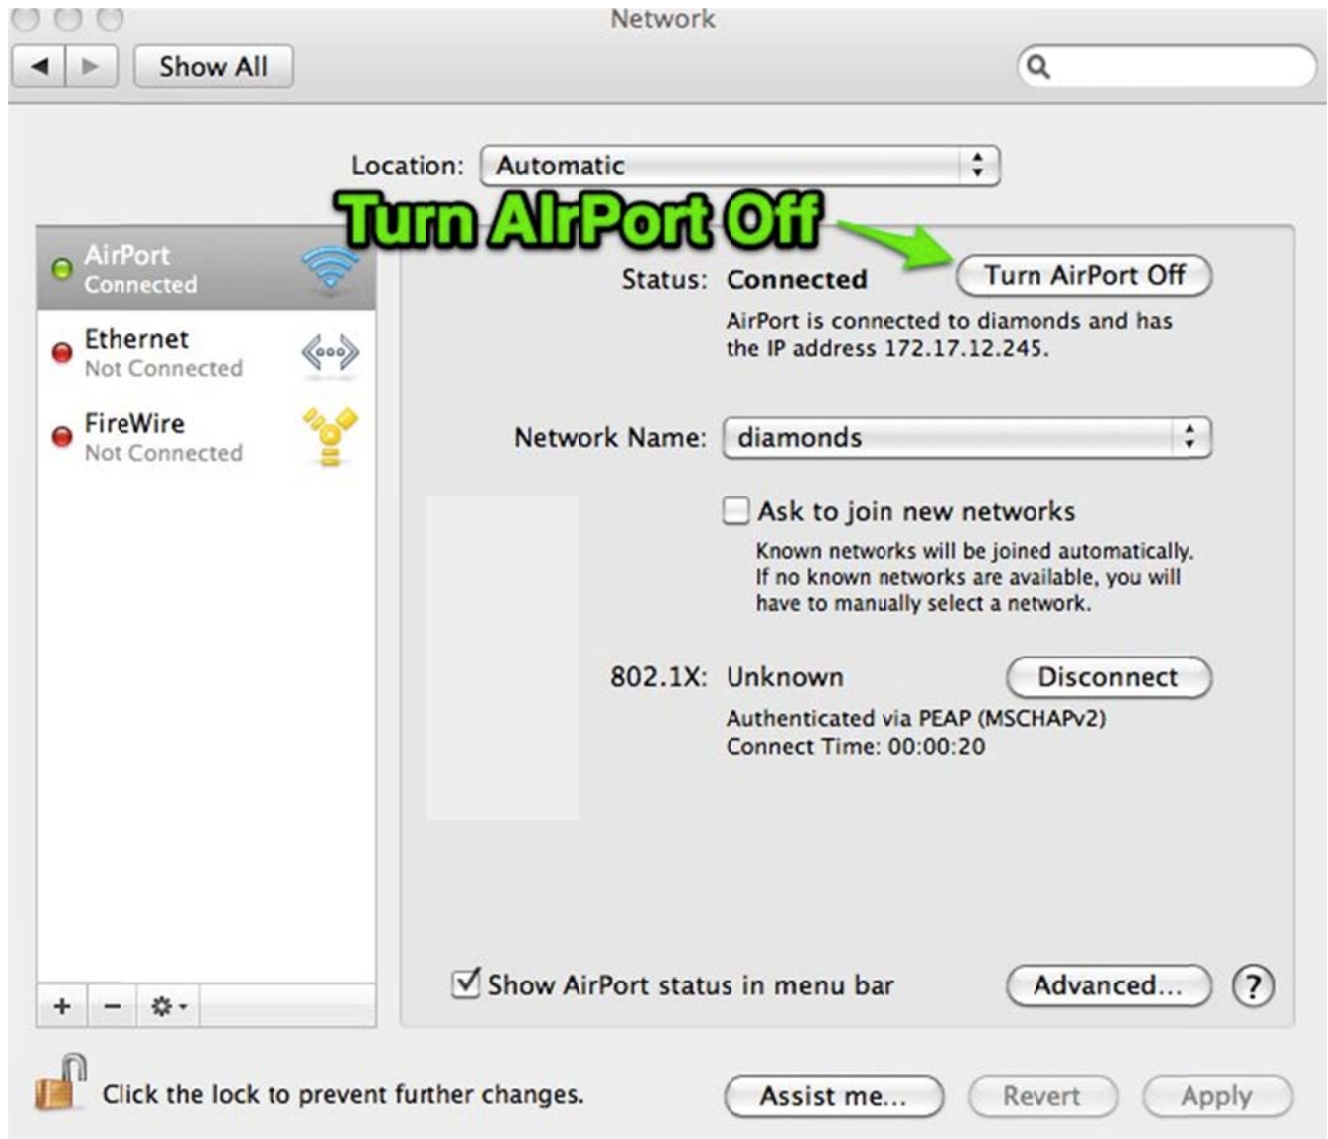 Network
Show All
Location: Automatic
Turn AIrPort Off
AirPort
Connected
Ethernet
Not Connected
FireWire
Not Connected
Status: Connected Turn AirPort Off
AirPort is connected to diamonds and has
the IP address 172.17.12.245.
Network Name: diamonds
Ask to join new networks
Known networks will be joined automatically.
If no known networks are available, you will
have to manually select a network.
802.1X: Unknown Disconnect
Authenticated via PEAP (MSCHAPv2)
Connect Time: 00:00:20
Show AirPort status in menu bar Advanced... ?
+ −
Click the lock to prevent further changes.
Assist me... Revert Apply